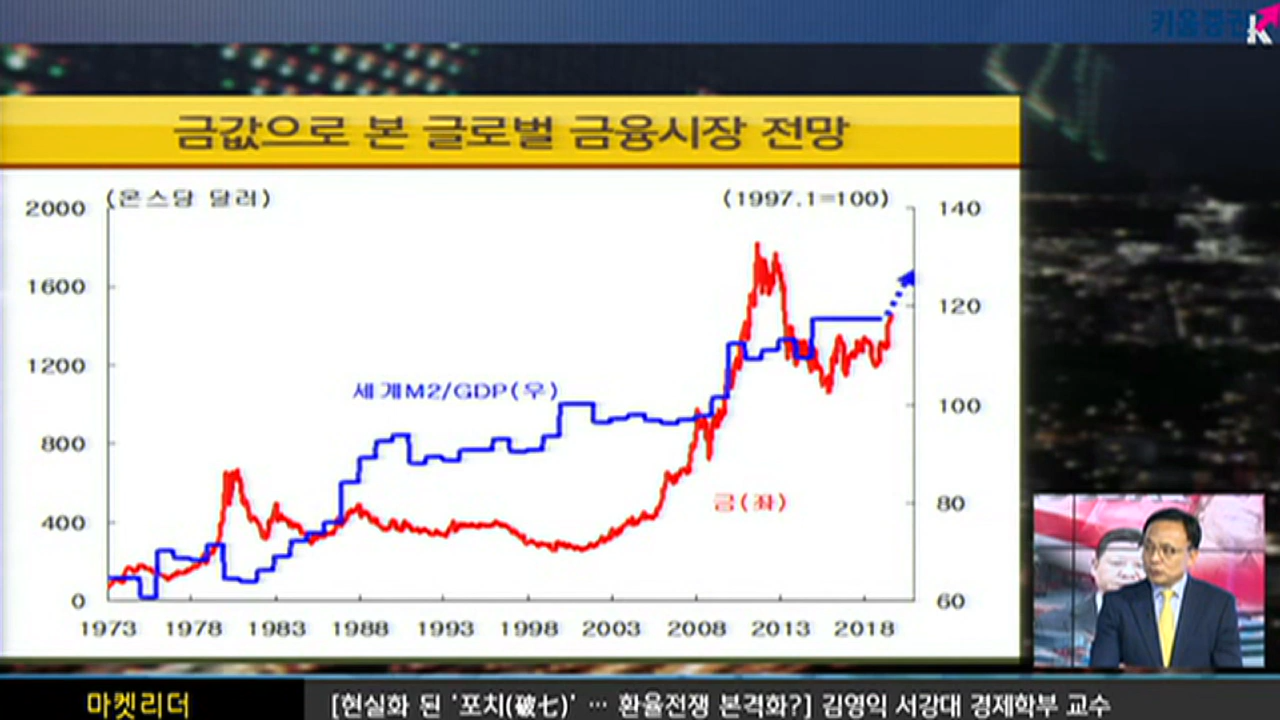 키움증권
금값으로 본 글로벌 금융시장 전망
(온스당 달러)
(1997.1=100)
2000
1600
1200
800
400
0
140
120
100
80
60
세계M2/GDP(우)
금(좌)
1973 1978 1983 1988 1993 1998 2003 2008 2013 2018
마켓리더
[현실화 된 '포치(破七)' … 환율전쟁 본격화?] 김영익 서강대 경제학부 교수